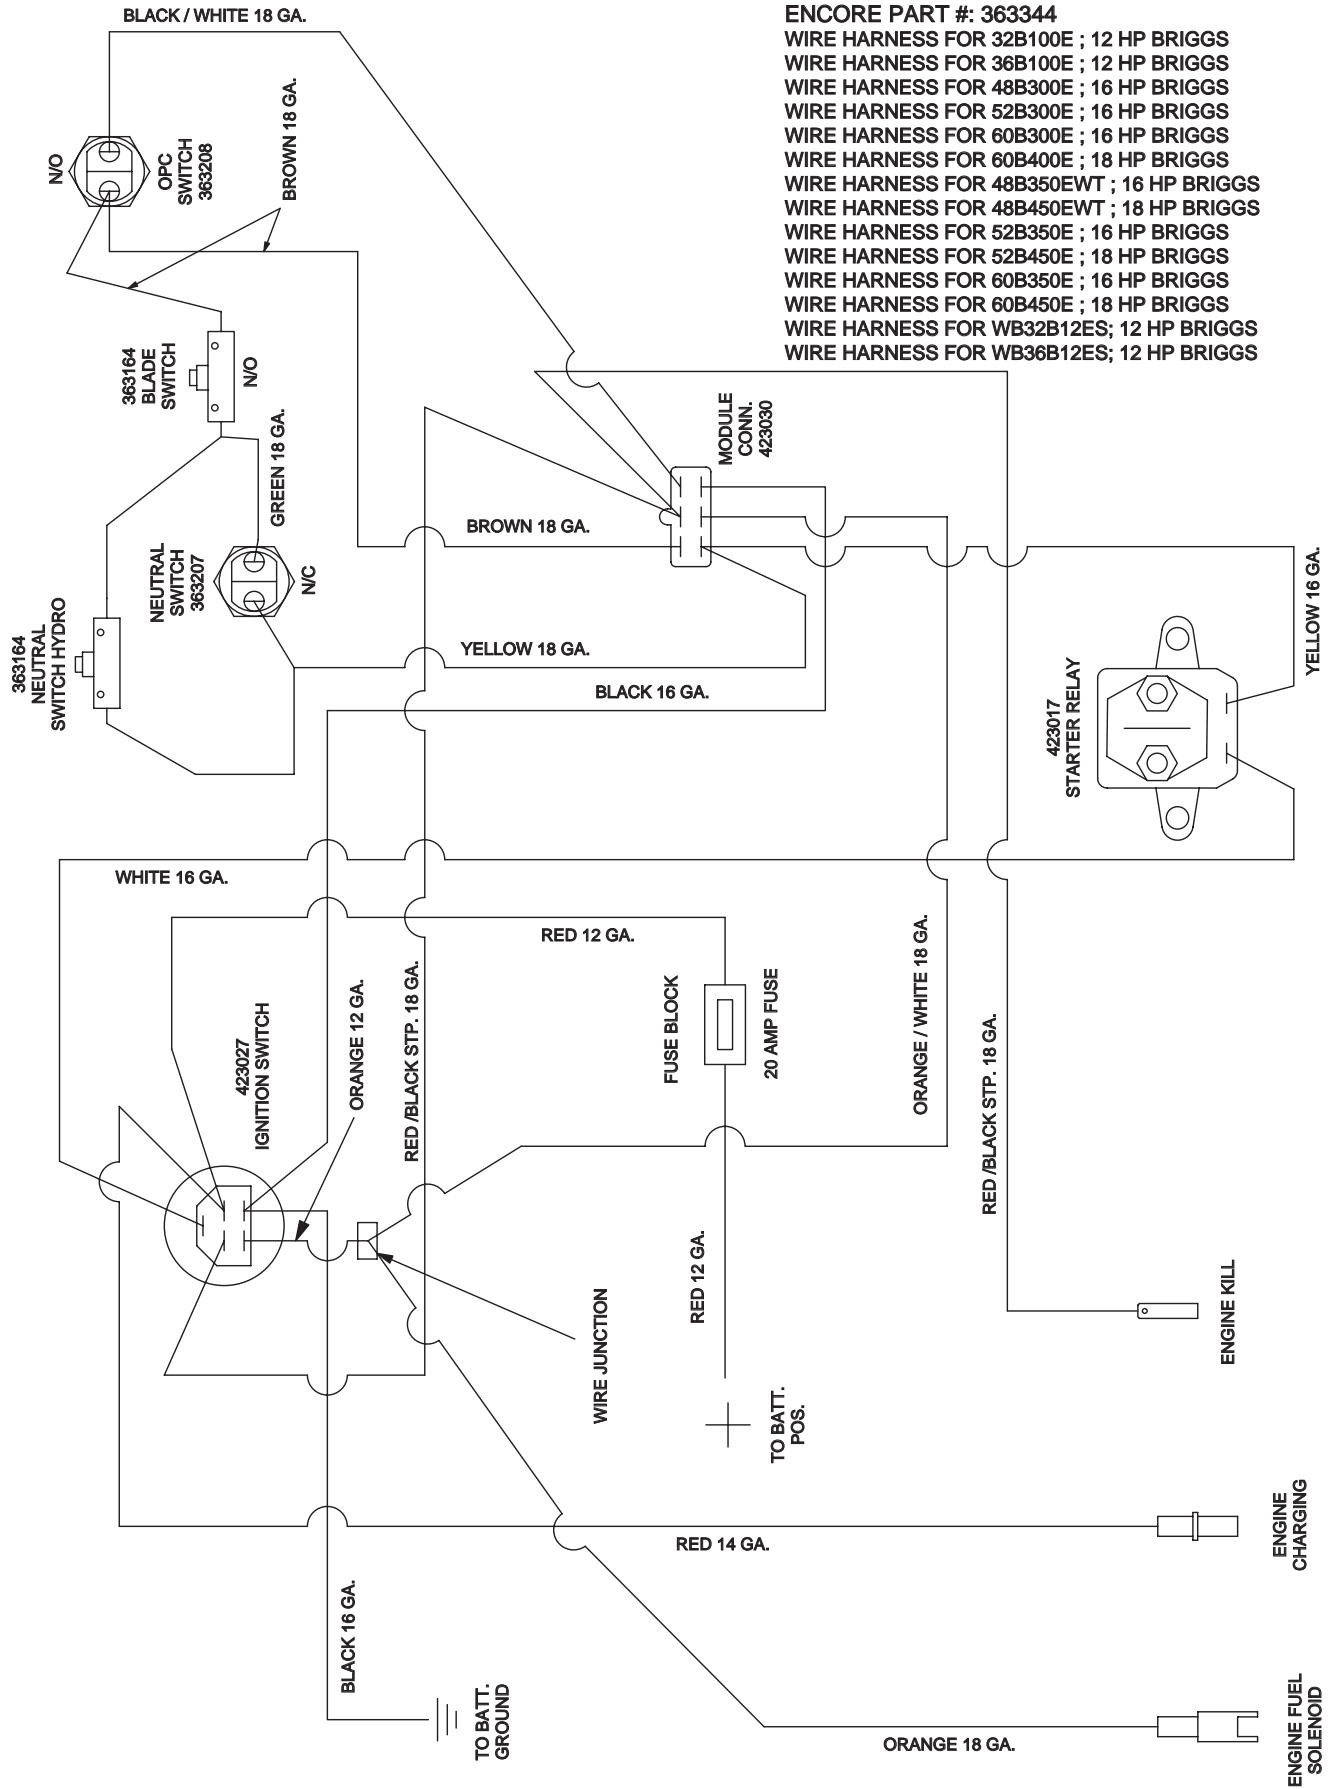 BLACK / WHITE 18 GA.
ENCORE PART #: 363344
WIRE HARNESS FOR 32B100E ; 12 HP BRIGGS
WIRE HARNESS FOR 36B100E ; 12 HP BRIGGS
WIRE HARNESS FOR 48B300E ; 16 HP BRIGGS
WIRE HARNESS FOR 52B300E ; 16 HP BRIGGS
WIRE HARNESS FOR 60B300E ; 16 HP BRIGGS
WIRE HARNESS FOR 60B400E ; 18 HP BRIGGS
WIRE HARNESS FOR 48B350EWT ; 16 HP BRIGGS
WIRE HARNESS FOR 48B450EWT ; 18 HP BRIGGS
WIRE HARNESS FOR 52B350E ; 16 HP BRIGGS
WIRE HARNESS FOR 52B450E ; 18 HP BRIGGS
WIRE HARNESS FOR 60B350E ; 16 HP BRIGGS
WIRE HARNESS FOR 60B450E ; 18 HP BRIGGS
WIRE HARNESS FOR WB32B12ES; 12 HP BRIGGS
WIRE HARNESS FOR WB36B12ES; 12 HP BRIGGS
N/O
OPC
SWITCH
363208
BROWN 18 GA.
363164
BLADE
SWITCH
N/O
GREEN 18 GA.
MODULE
CONN.
423030
BROWN 18 GA.
NEUTRAL
SWITCH
363207
N/C
363164
NEUTRAL
SWITCH HYDRO
YELLOW 18 GA.
BLACK 16 GA.
YELLOW 16 GA.
423017
STARTER RELAY
WHITE 16 GA.
RED 12 GA.
423027
IGNITION SWITCH
ORANGE 12 GA.
RED /BLACK STP. 18 GA.
FUSE BLOCK
20 AMP FUSE
ORANGE / WHITE 18 GA.
RED /BLACK STP. 18 GA.
RED 12 GA.
WIRE JUNCTION
ENGINE KILL
TO BATT.
POS.
RED 14 GA.
ENGINE
CHARGING
BLACK 16 GA.
TO BATT.
GROUND
ORANGE 18 GA.
ENGINE FUEL
SOLENOID